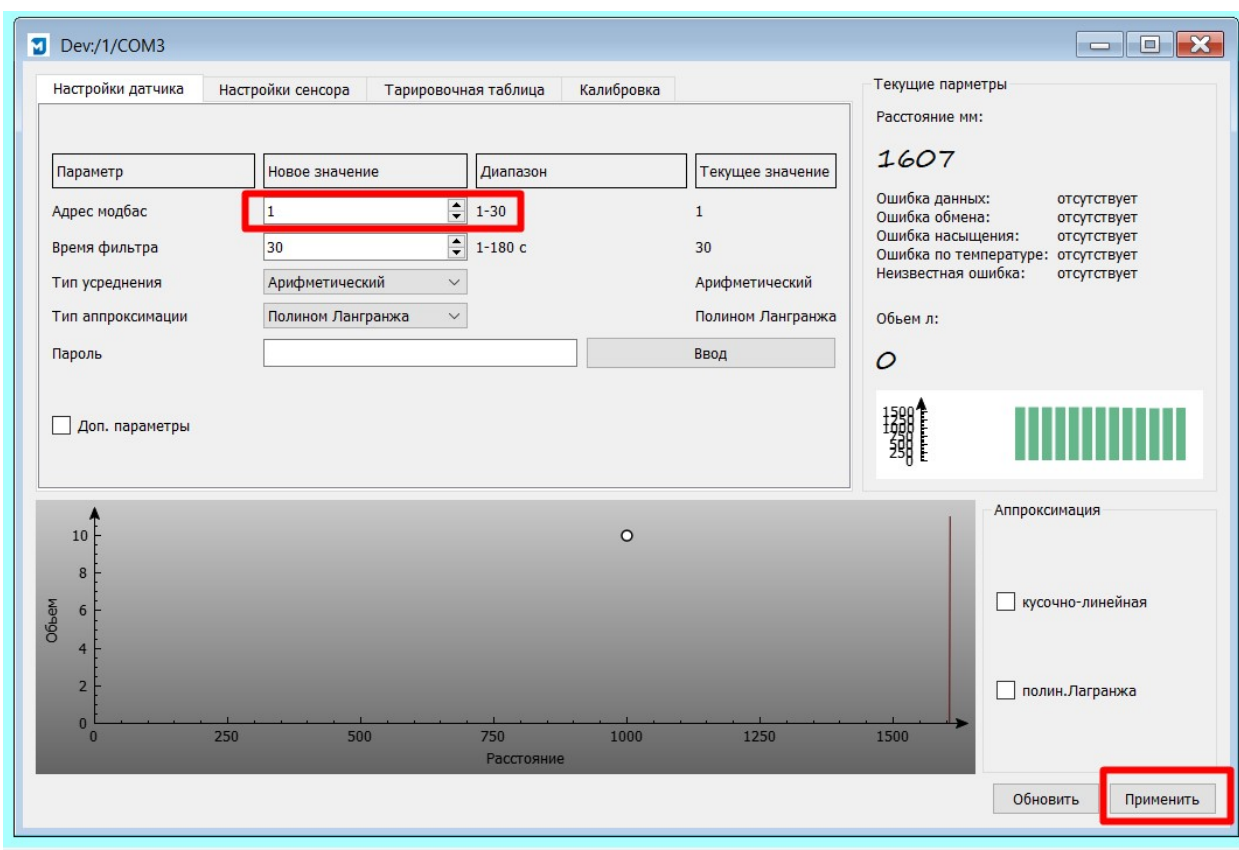 Dev:/1/COM3
Настройки датчика Настройки сенсора Тарировочная таблица Калибровка
Параметр Новое значение Диапазон Текущее значение
Адрес модбас 1 1-30 1
Время фильтра 30 1-180 с 30
Тип усреднения Арифметический Арифметический
Тип аппроксимации Полином Лангранжа Полином Лангранжа
Пароль Ввод
Доп. параметры
Текущие парметры
Расстояние мм:
1607
Ошибка данных: отсутствует
Ошибка обмена: отсутствует
Ошибка насыщения: отсутствует
Ошибка по температуре: отсутствует
Неизвестная ошибка: отсутствует
Обьем л:
0
1500
1250
1000
750
500
250
0
Обьем
10
8
6
4
2
0
0 250 500 750 1000 1250 1500
Расстояние
Аппроксимация
кусочно-линейная
полин.Лагранжа
Обновить Применить